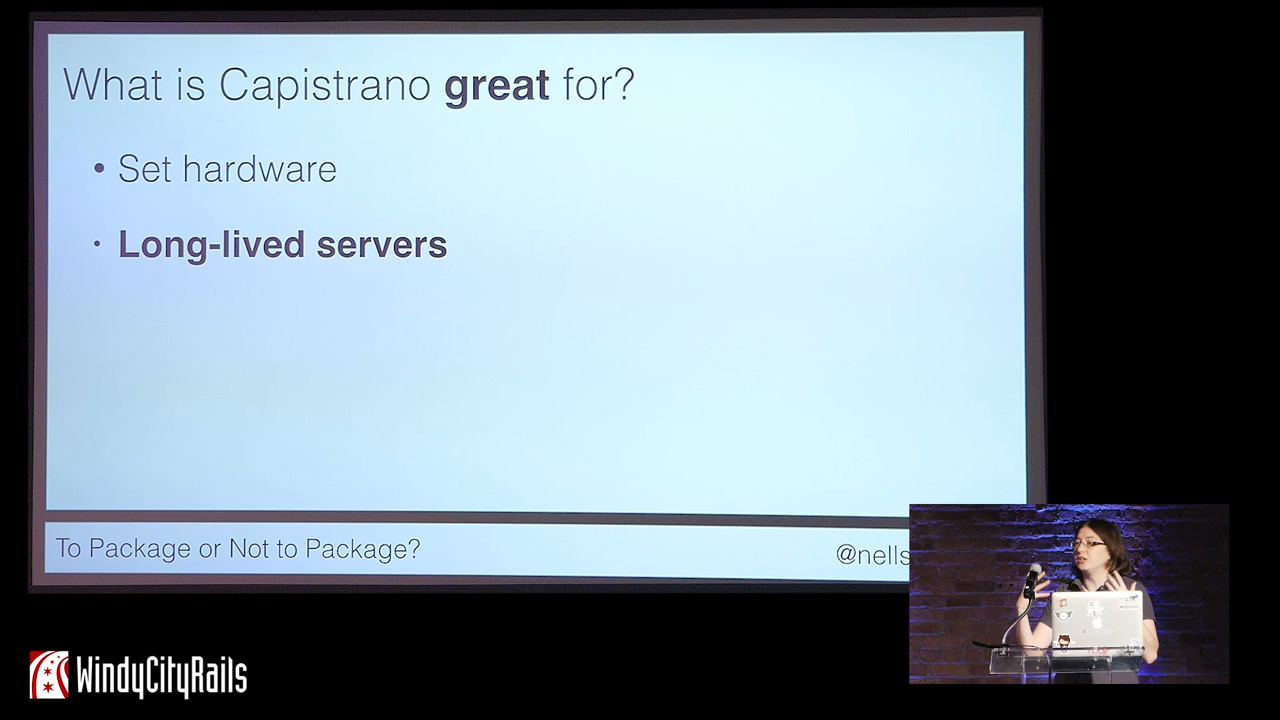 What is Capistrano great for?
• Set hardware
• Long-lived servers
To Package or Not to Package?
@nells
WindyCityRails